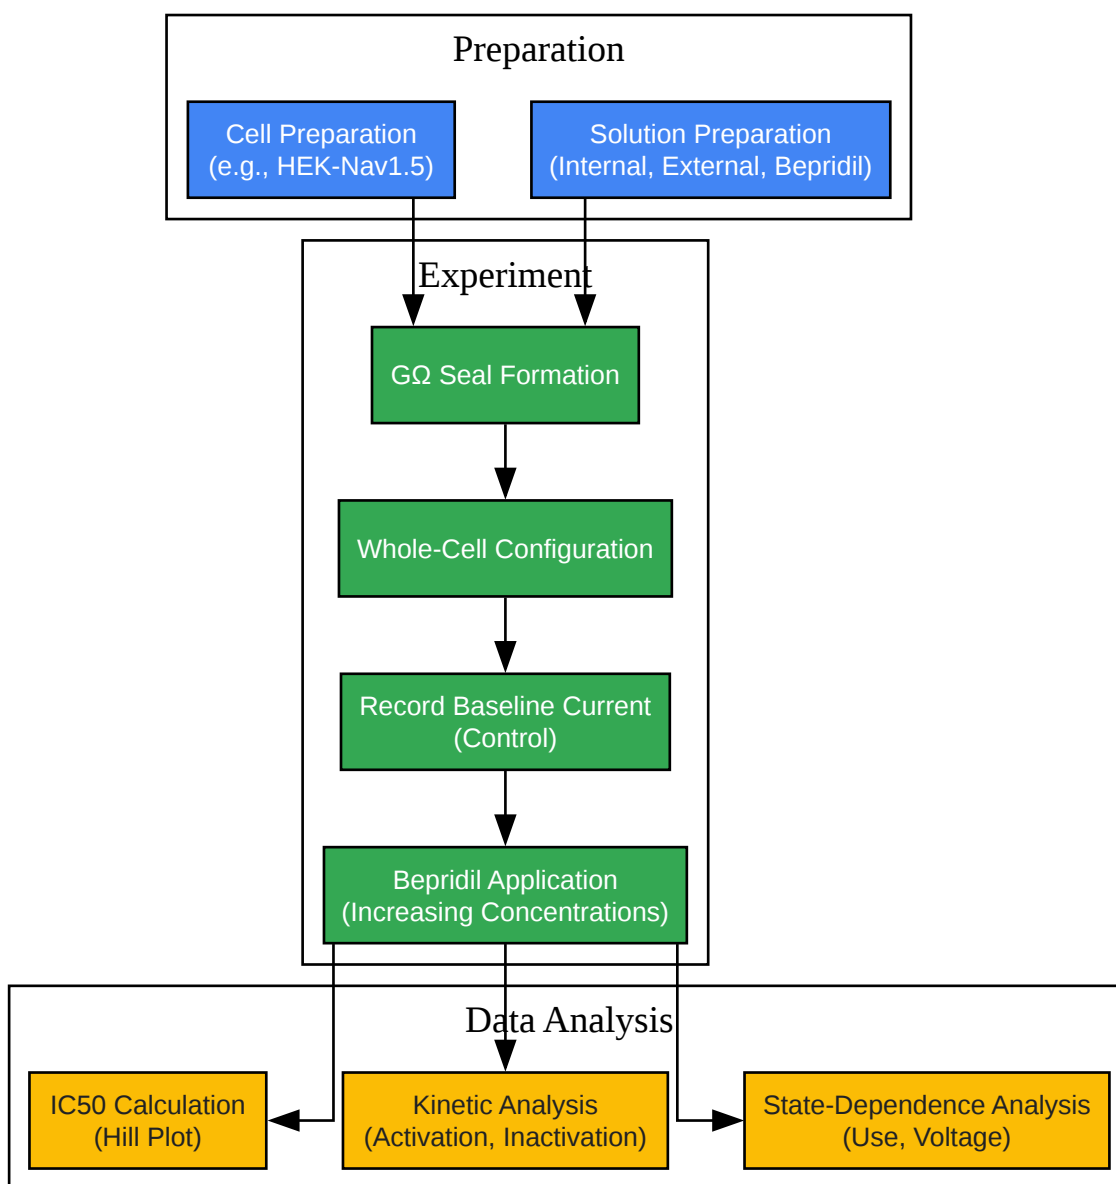 Preparation
Cell Preparation
(e.g., HEK-Nav1.5)
Solution Preparation
(Internal, External, Bepridil)
Experiment
GΩ Seal Formation
Whole-Cell Configuration
Record Baseline Current
(Control)
Bepridil Application
(Increasing Concentrations)
Data Analysis
IC50 Calculation
(Hill Plot)
Kinetic Analysis
(Activation, Inactivation)
State-Dependence Analysis
(Use, Voltage)